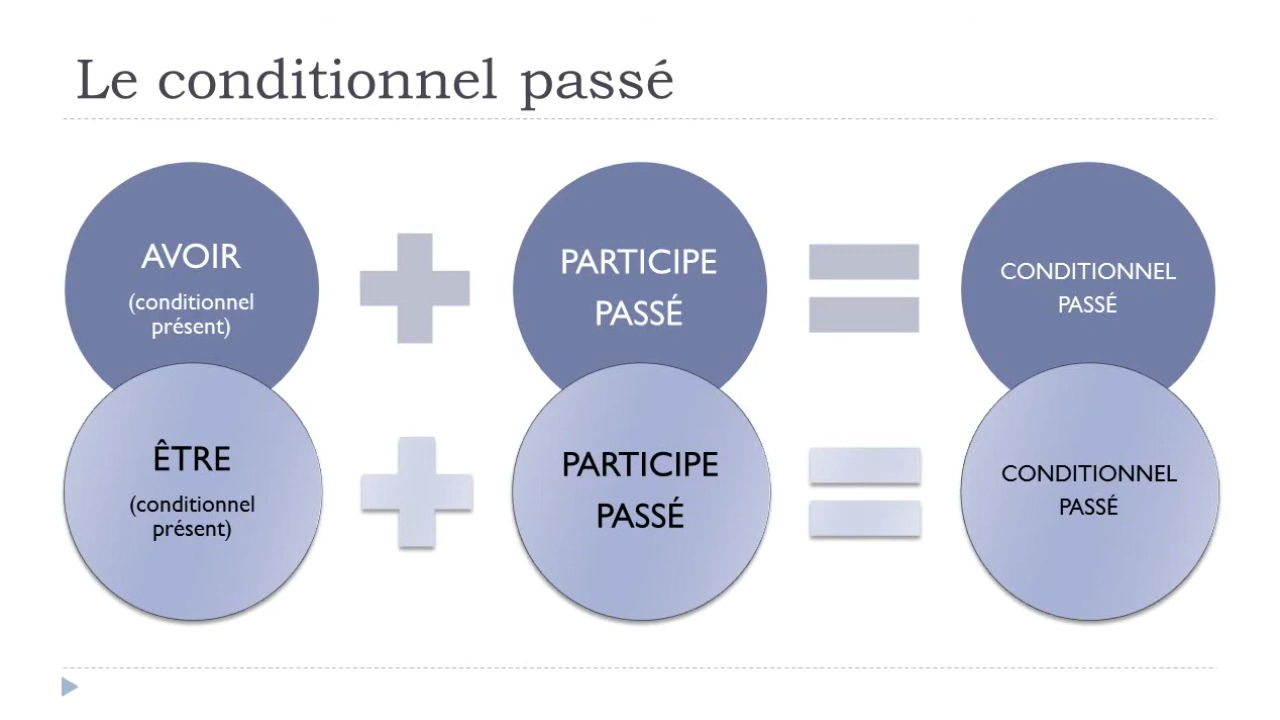 Le conditionnel passé
AVOIR
(conditionnel
présent)
PARTICIPE
PASSÉ
CONDITIONNEL
PASSÉ
ÊTRE
(conditionnel
présent)
PARTICIPE
PASSÉ
CONDITIONNEL
PASSÉ